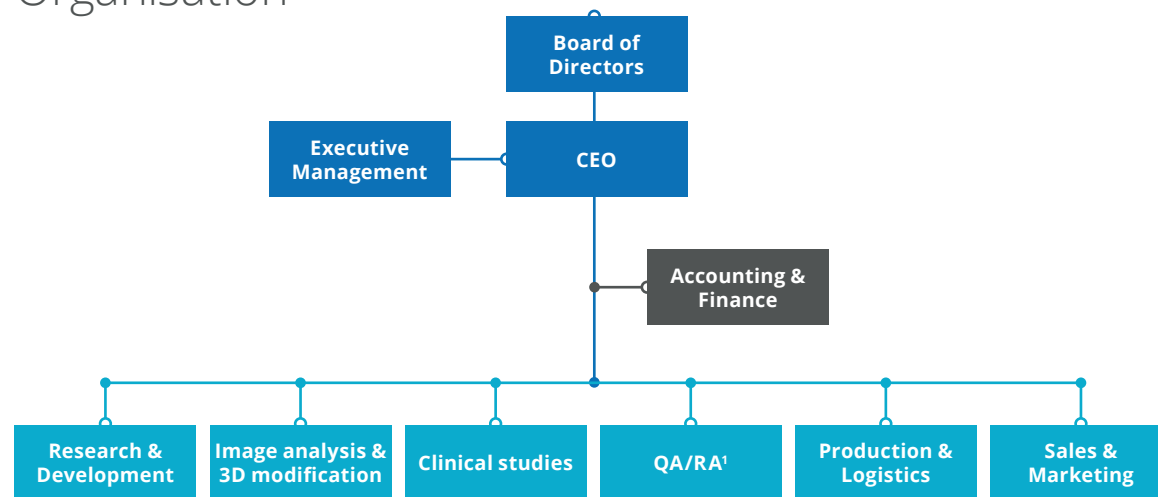 Organisation
Board of
Directors
Executive
Management
CEO
Accounting &
Finance
Research &
Development
Image analysis &
3D modification
Clinical studies
QA/RA¹
Production &
Logistics
Sales &
Marketing